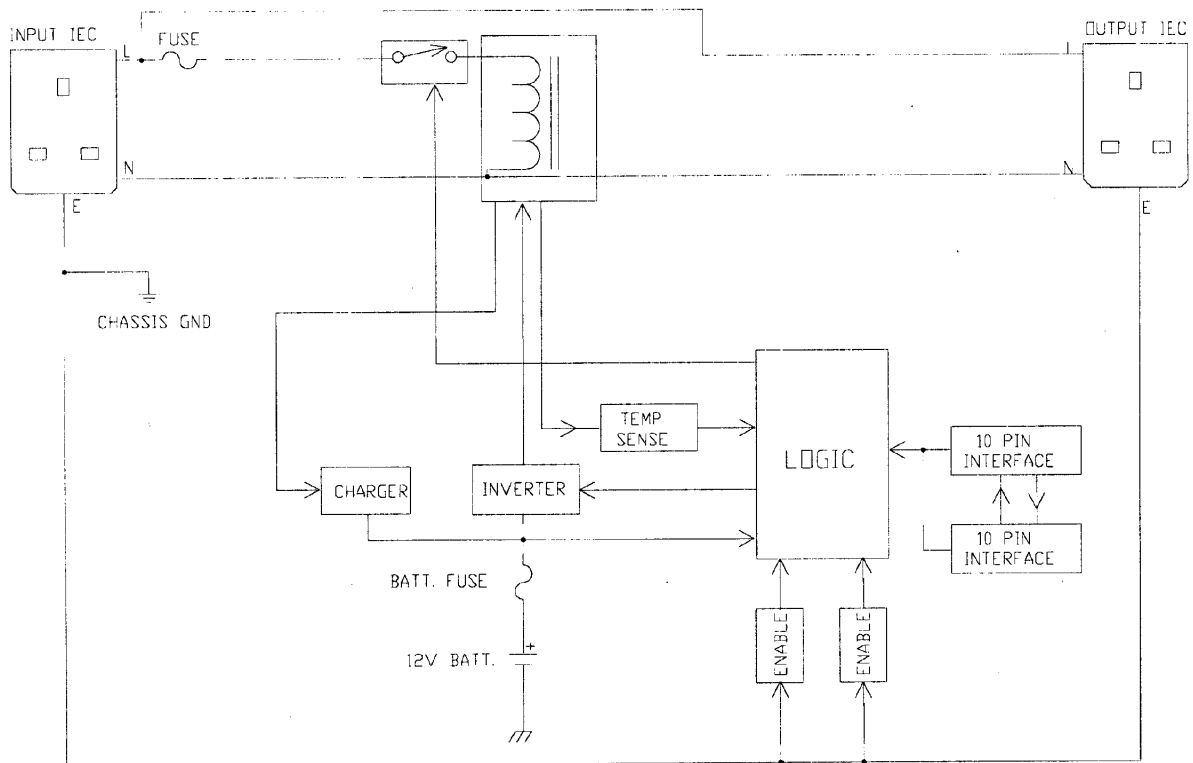 INPUT IEC
FUSE
OUTPUT IEC
L
L
N
N
E
E
CHASSIS GND
TEMP
SENSE
LOGIC
10 PIN
INTERFACE
CHARGER
INVERTER
10 PIN
INTERFACE
BATT. FUSE
ENABLE
ENABLE
12V BATT.
+